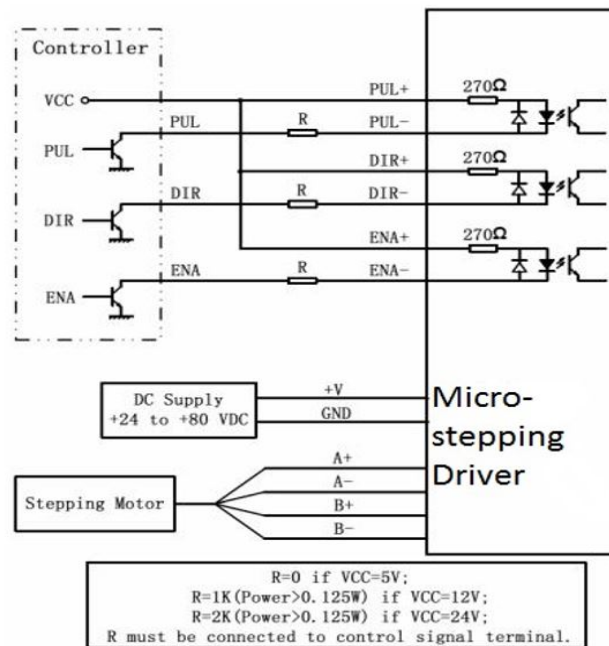 Controller
VCC
PUL+
270Ω
PUL
R
PUL-
PUL
DIR+
270Ω
DIR
R
DIR-
DIR
ENA+
270Ω
ENA
R
ENA-
ENA
DC Supply
+24 to +80 VDC
+V
GND
Micro-
stepping
Driver
Stepping Motor
A+
A-
B+
B-
R=0 if VCC=5V;
R=1K(Power>0.125W) if VCC=12V;
R=2K(Power>0.125W) if VCC=24V;
R must be connected to control signal terminal.